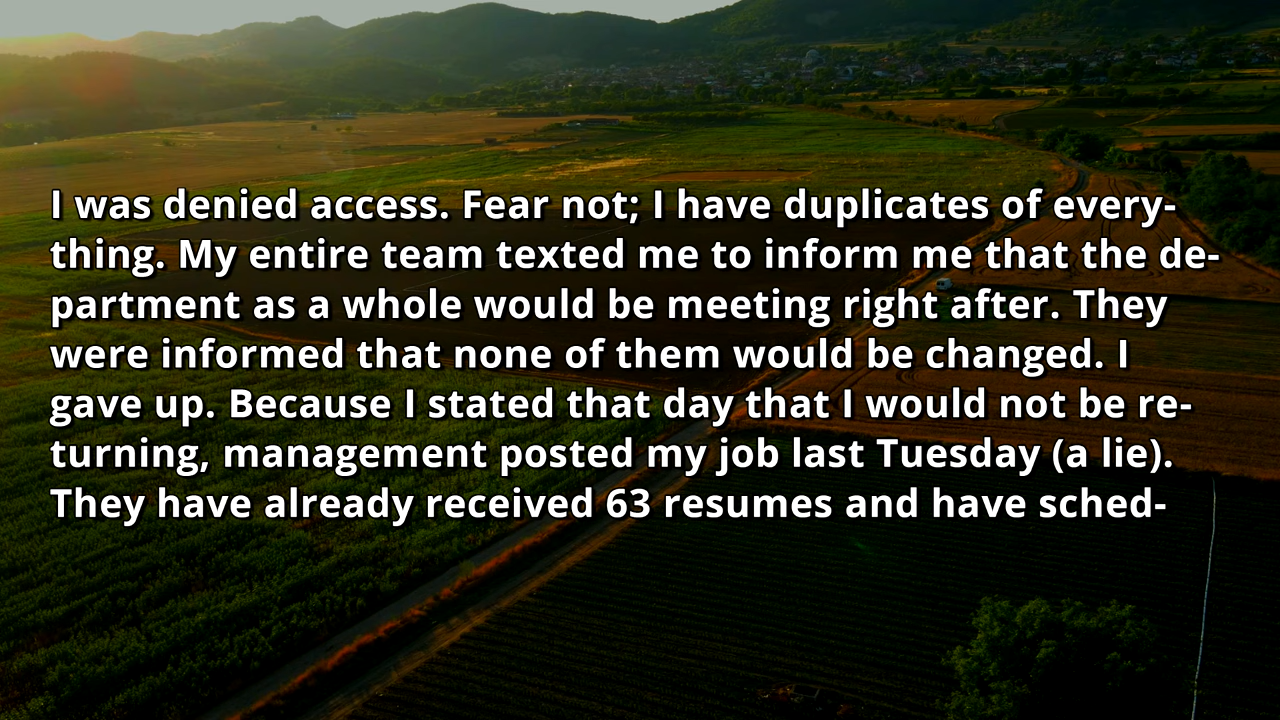 I was denied access. Fear not; I have duplicates of every-
thing. My entire team texted me to inform me that the de-
partment as a whole would be meeting right after. They
were informed that none of them would be changed. I
gave up. Because I stated that day that I would not be re-
turning, management posted my job last Tuesday (a lie).
They have already received 63 resumes and have sched-